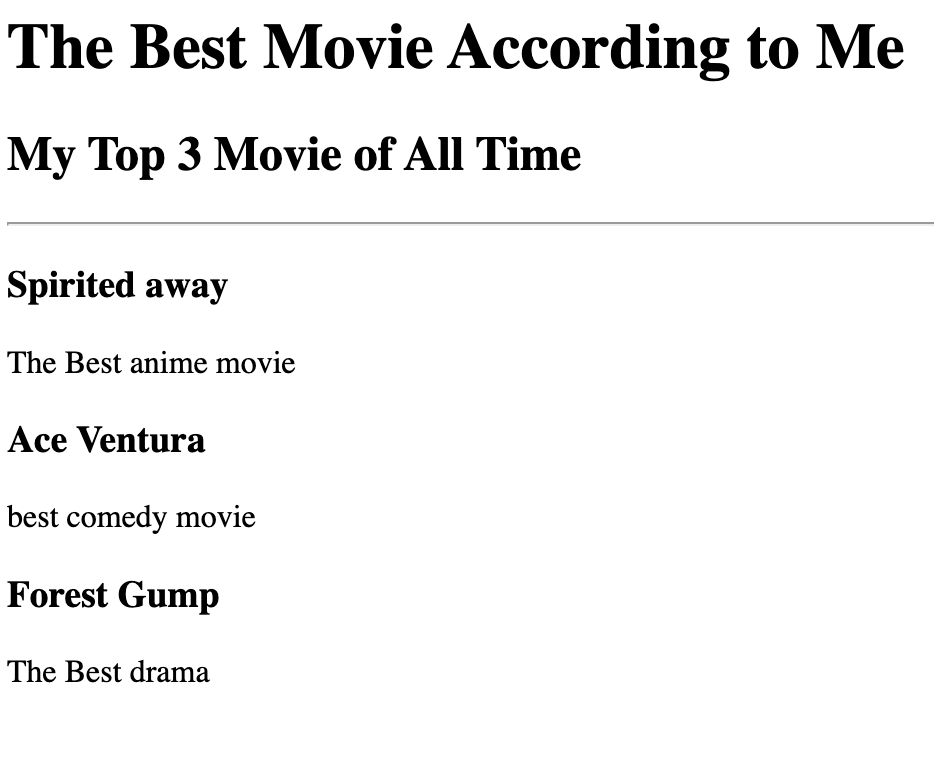 The Best Movie According to Me
My Top 3 Movie of All Time
Spirited away
The Best anime movie
Ace Ventura
best comedy movie
Forest Gump
The Best drama